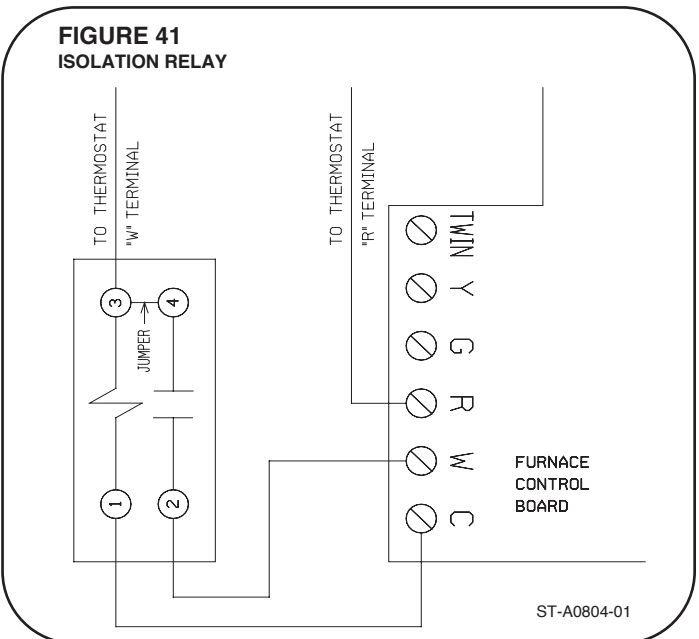 FIGURE 41
ISOLATION RELAY
TO THERMOSTAT
"W" TERMINAL
TO THERMOSTAT
"R" TERMINAL
3
4
JUMPER
1
2
TWIN
Y
G
R
W
C
FURNACE
CONTROL
BOARD
ST-A0804-01